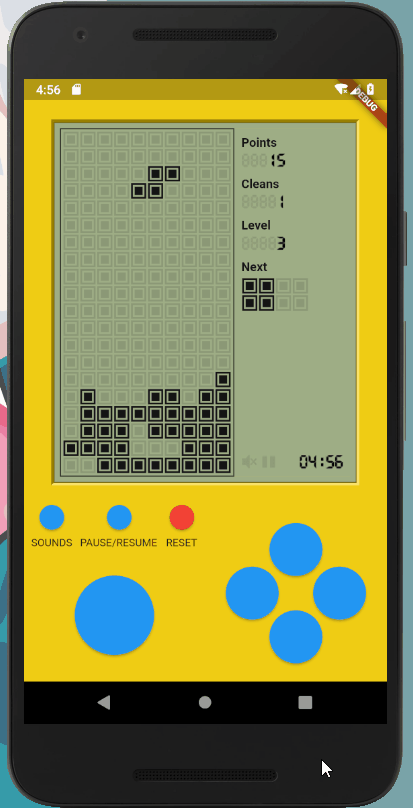 4:56
DEBUG
Points
15
Cleans
1
Level
3
Next
04:56
SOUNDS PAUSE/RESUME RESET